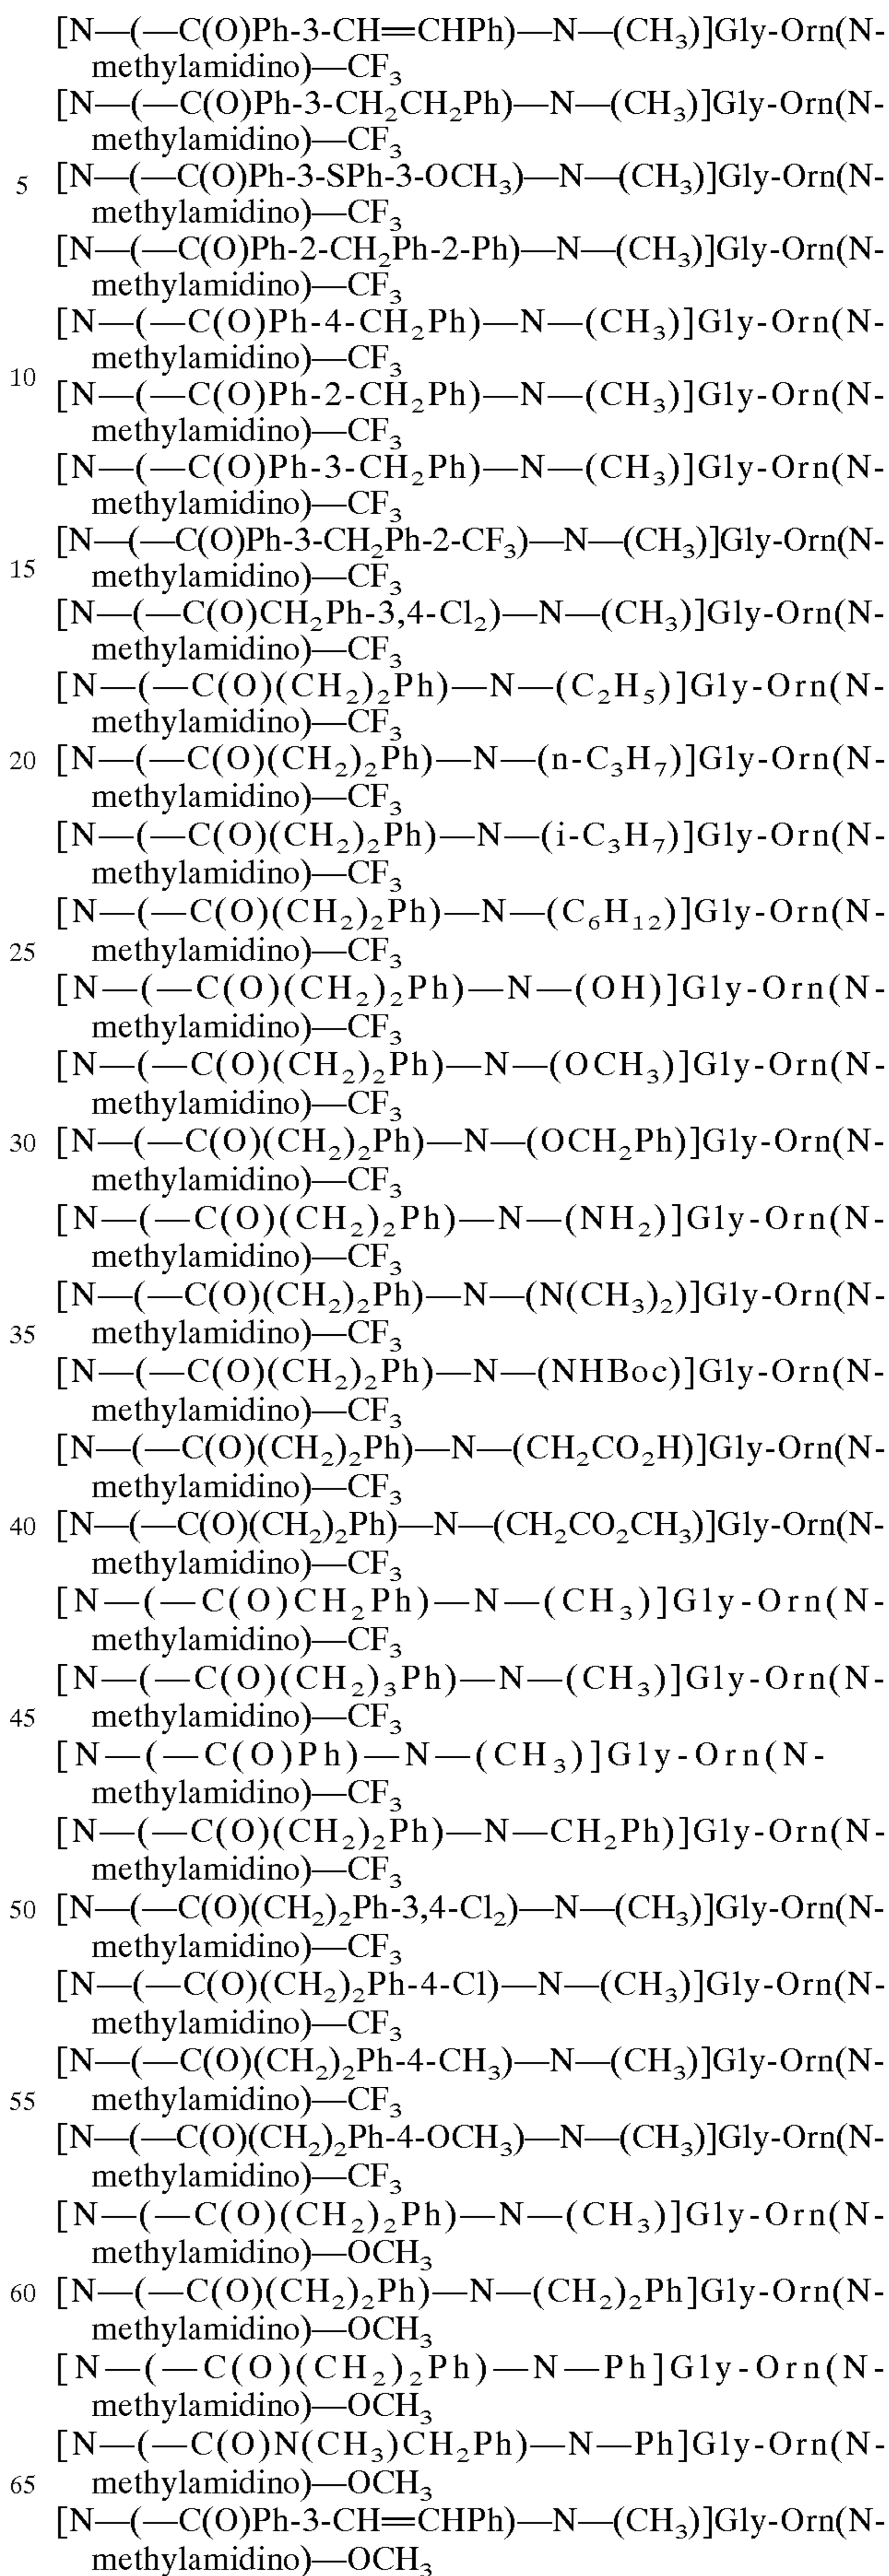 [N—(—C(O)Ph-3-CH═CHPh)—N—(CH₃)]Gly-Orn(N-
methylamidino)—CF₃
[N—(—C(O)Ph-3-CH₂CH₂Ph)—N—(CH₃)]Gly-Orn(N-
methylamidino)—CF₃
5 [N—(—C(O)Ph-3-SPh-3-OCH₃)—N—(CH₃)]Gly-Orn(N-
methylamidino)—CF₃
[N—(—C(O)Ph-2-CH₂Ph-2-Ph)—N—(CH₃)]Gly-Orn(N-
methylamidino)—CF₃
[N—(—C(O)Ph-4-CH₂Ph)—N—(CH₃)]Gly-Orn(N-
methylamidino)—CF₃
10 [N—(—C(O)Ph-2-CH₂Ph)—N—(CH₃)]Gly-Orn(N-
methylamidino)—CF₃
[N—(—C(O)Ph-3-CH₂Ph)—N—(CH₃)]Gly-Orn(N-
methylamidino)—CF₃
[N—(—C(O)Ph-3-CH₂Ph-2-CF₃)—N—(CH₃)]Gly-Orn(N-
15 methylamidino)—CF₃
[N—(—C(O)CH₂Ph-3,4-Cl₂)—N—(CH₃)]Gly-Orn(N-
methylamidino)—CF₃
[N—(—C(O)(CH₂)₂Ph)—N—(C₂H₅)]Gly-Orn(N-
methylamidino)—CF₃
20 [N—(—C(O)(CH₂)₂Ph)—N—(n-C₃H₇)]Gly-Orn(N-
methylamidino)—CF₃
[N—(—C(O)(CH₂)₂Ph)—N—(i-C₃H₇)]Gly-Orn(N-
methylamidino)—CF₃
[N—(—C(O)(CH₂)₂Ph)—N—(C₆H₁₂)]Gly-Orn(N-
25 methylamidino)—CF₃
[N—(—C(O)(CH₂)₂Ph)—N—(OH)]Gly-Orn(N-
methylamidino)—CF₃
[N—(—C(O)(CH₂)₂Ph)—N—(OCH₃)]Gly-Orn(N-
methylamidino)—CF₃
30 [N—(—C(O)(CH₂)₂Ph)—N—(OCH₂Ph)]Gly-Orn(N-
methylamidino)—CF₃
[N—(—C(O)(CH₂)₂Ph)—N—(NH₂)]Gly-Orn(N-
methylamidino)—CF₃
[N—(—C(O)(CH₂)₂Ph)—N—(N(CH₃)₂)]Gly-Orn(N-
35 methylamidino)—CF₃
[N—(—C(O)(CH₂)₂Ph)—N—(NHBoc)]Gly-Orn(N-
methylamidino)—CF₃
[N—(—C(O)(CH₂)₂Ph)—N—(CH₂CO₂H)]Gly-Orn(N-
methylamidino)—CF₃
40 [N—(—C(O)(CH₂)₂Ph)—N—(CH₂CO₂CH₃)]Gly-Orn(N-
methylamidino)—CF₃
[N—(—C(O)CH₂Ph)—N—(CH₃)]Gly-Orn(N-
methylamidino)—CF₃
[N—(—C(O)(CH₂)₃Ph)—N—(CH₃)]Gly-Orn(N-
45 methylamidino)—CF₃
[N—(—C(O)Ph)—N—(CH₃)]Gly-Orn(N-
methylamidino)—CF₃
[N—(—C(O)(CH₂)₂Ph)—N—CH₂Ph)]Gly-Orn(N-
methylamidino)—CF₃
50 [N—(—C(O)(CH₂)₂Ph-3,4-Cl₂)—N—(CH₃)]Gly-Orn(N-
methylamidino)—CF₃
[N—(—C(O)(CH₂)₂Ph-4-Cl)—N—(CH₃)]Gly-Orn(N-
methylamidino)—CF₃
[N—(—C(O)(CH₂)₂Ph-4-CH₃)—N—(CH₃)]Gly-Orn(N-
55 methylamidino)—CF₃
[N—(—C(O)(CH₂)₂Ph-4-OCH₃)—N—(CH₃)]Gly-Orn(N-
methylamidino)—CF₃
[N—(—C(O)(CH₂)₂Ph)—N—(CH₃)]Gly-Orn(N-
methylamidino)—OCH₃
60 [N—(—C(O)(CH₂)₂Ph)—N—(CH₂)₂Ph]Gly-Orn(N-
methylamidino)—OCH₃
[N—(—C(O)(CH₂)₂Ph)—N—Ph]Gly-Orn(N-
methylamidino)—OCH₃
[N—(—C(O)N(CH₃)CH₂Ph)—N—Ph]Gly-Orn(N-
65 methylamidino)—OCH₃
[N—(—C(O)Ph-3-CH═CHPh)—N—(CH₃)]Gly-Orn(N-
methylamidino)—OCH₃